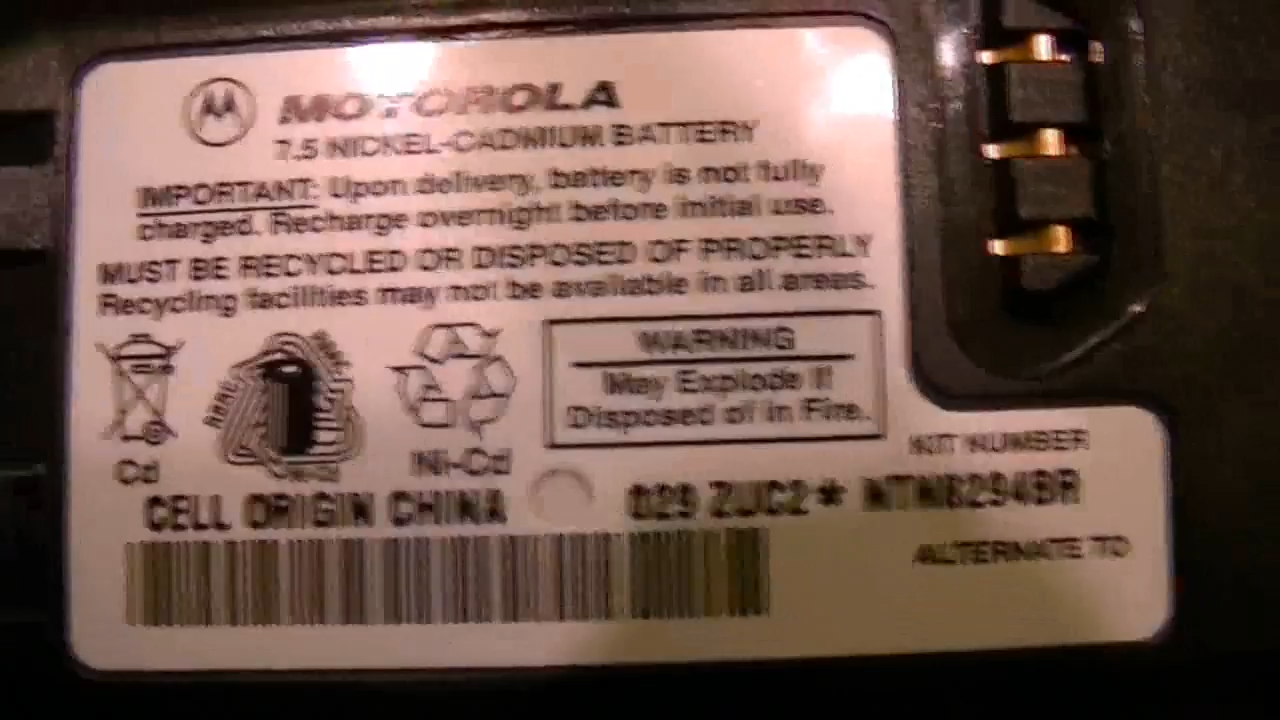 MOTOROLA
7.5 NICKEL-CADMIUM BATTERY
IMPORTANT: Upon delivery, battery is not fully
charged. Recharge overnight before initial use.
MUST BE RECYCLED OR DISPOSED OF PROPERLY
Recycling facilities may not be available in all areas.
WARNING
May Explode if
Disposed of in Fire.
Cd
Ni-Cd
KIT NUMBER
CELL ORIGIN CHINA
029 ZUC2* NTN8294BR
ALTERNATE TO